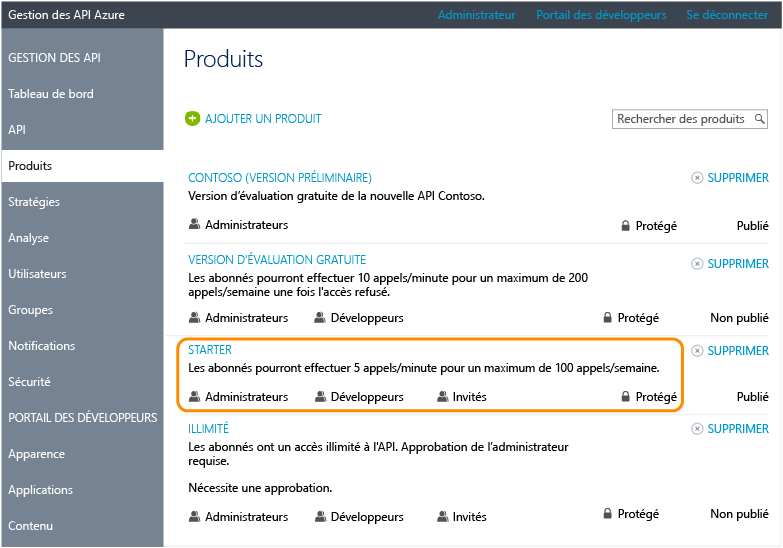 Gestion des API Azure
Administrateur Portail des développeurs Se déconnecter
GESTION DES API
Tableau de bord
API
Produits
Stratégies
Analyse
Utilisateurs
Groupes
Notifications
Sécurité
PORTAIL DES DÉVELOPPEURS
Apparence
Applications
Contenu
Produits
AJOUTER UN PRODUIT
Rechercher des produits
CONTOSO (VERSION PRÉLIMINAIRE) SUPPRIMER
Version d'évaluation gratuite de la nouvelle API Contoso.
Administrateurs Protégé Publié
VERSION D'ÉVALUATION GRATUITE SUPPRIMER
Les abonnés pourront effectuer 10 appels/minute pour un maximum de 200
appels/semaine une fois l'accès refusé.
Administrateurs Développeurs Protégé Non publié
STARTER SUPPRIMER
Les abonnés pourront effectuer 5 appels/minute pour un maximum de 100 appels/semaine.
Administrateurs Développeurs Invités Protégé Publié
ILLIMITÉ SUPPRIMER
Les abonnés ont un accès illimité à l'API. Approbation de l'administrateur
requise.
Nécessite une approbation.
Administrateurs Développeurs Invités Protégé Non publié